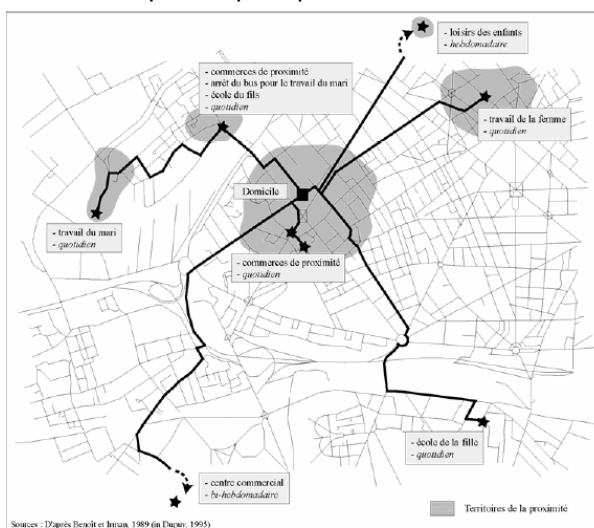 - loisirs des enfants
- hebdomadaire
- commerces de proximité
- arrêt du bus pour le travail du mari
- école du fils
- quotidien
- travail de la femme
- quotidien
Domicile
- travail du mari
- quotidien
- commerces de proximité
- quotidien
- école de la fille
- quotidien
- centre commercial
- bi-hebdomadaire
Territoires de la proximité
Sources : D'après Benoît et Inman, 1989 (in Dupuy, 1995)